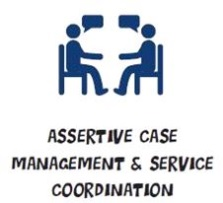 ASSERTIVE CASE
MANAGEMENT & SERVICE
COORDINATION